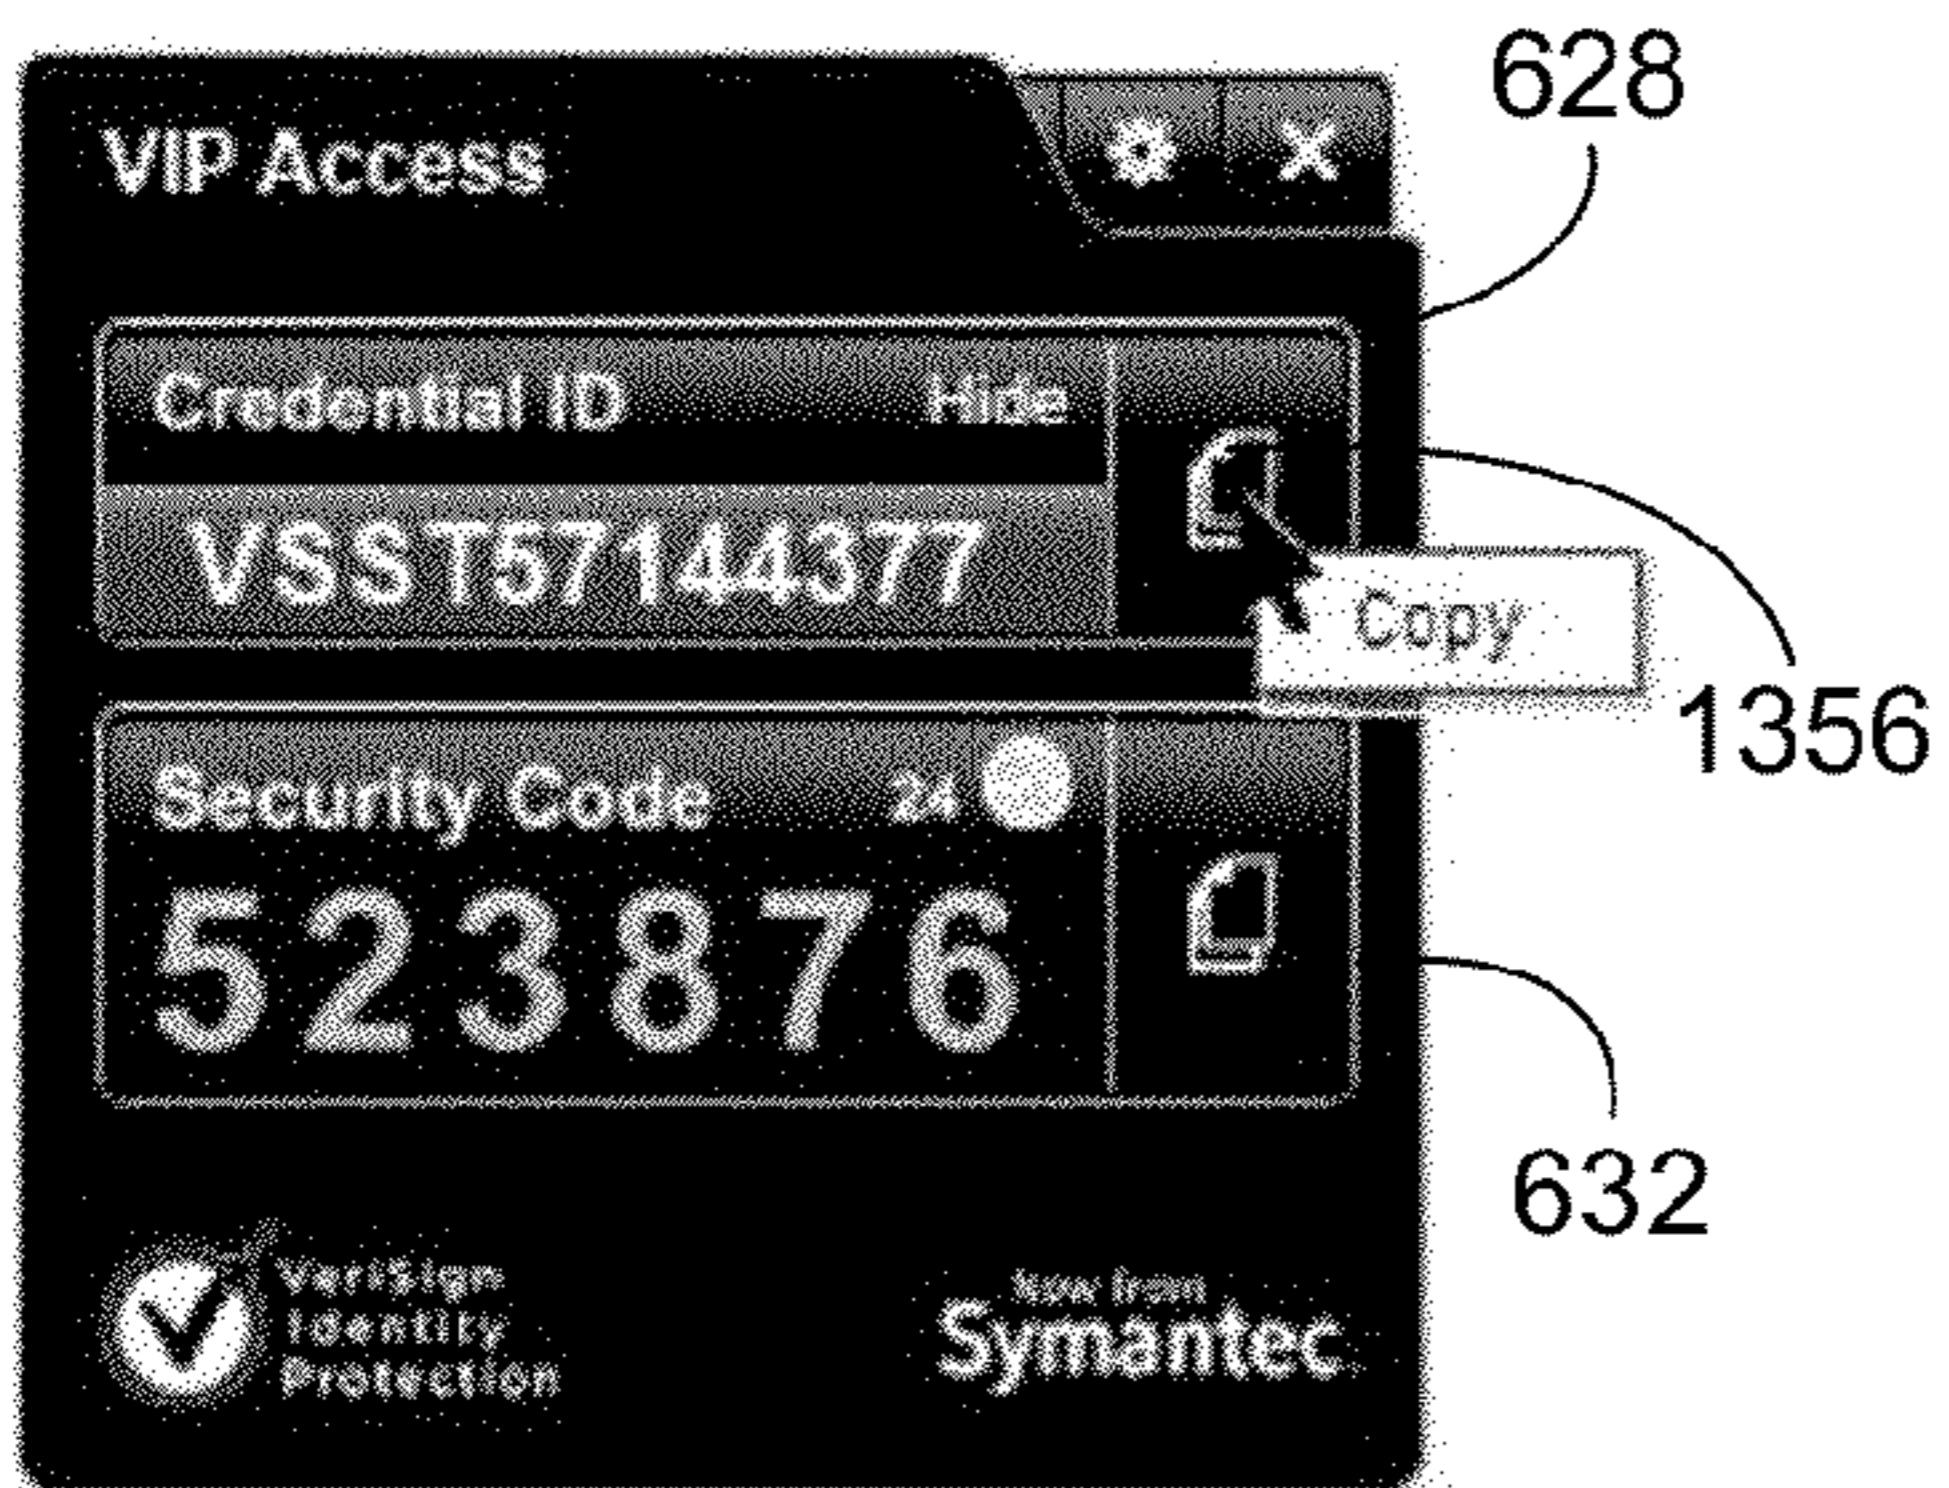 628
VIP Access
Credential ID Hide
VSST57144377
Copy
1356
Security Code 24
523876
632
VeriSign
Identity
Protection
Now from
Symantec